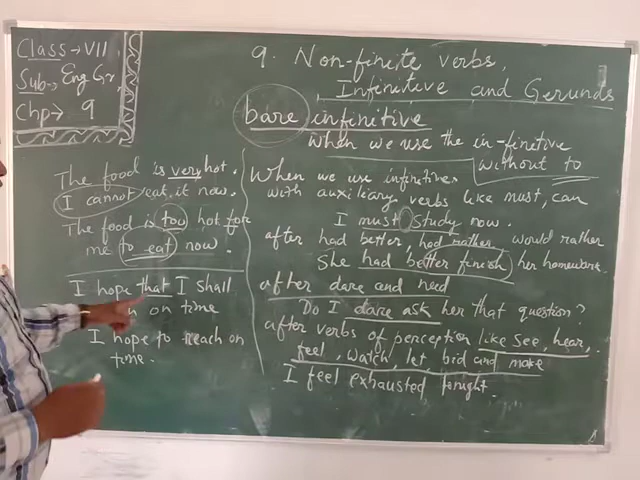 Class → VII
Sub → Eng Gr,
Chp → 9
9. Non-finite verbs,
Infinitive and Gerunds
bare infinitive
When we use the in-finitive
without to
The food is very hot.
I cannot eat it now.
The food is too hot for
me to eat now.
I hope that I shall
on time
I hope to reach on
time.
When we use infinitive
with auxiliary verbs like must, can
I must study now.
after had better, had rather would rather
She had better finish her homework.
after dare and need
Do I dare ask her that question?
after verbs of perception like see, hear,
feel, watch, let, bid and make
I feel exhausted tonight.